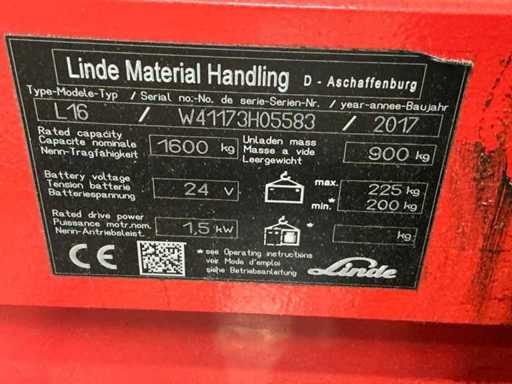 Linde Material Handling D - Aschaffenburg
Type-Modele-Typ / Serial no.-No. de serie-Serien-Nr. / year-annee-Baujahr
L16 / W41173H05583 / 2017
Rated capacity
Capacite nominale 1600 kg
Nenn-Tragfähigkeit
Unladen mass
Masse a vide 900 kg
Leergewicht
Battery voltage
Tension batterie 24 V
Batteriespannung
max. 225 kg
min.* 200 kg
Rated drive power
Puissance mot.nom. 1,5 kW
Nenn-Antriebsleist.
kg
CE
* see Operating instructions
voir Mode d'emploi
siehe Betriebsanleitung
Linde